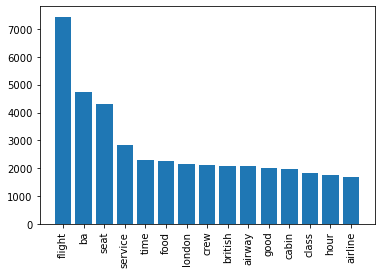 7000
6000
5000
4000
3000
2000
1000
0
flight
ba
seat
service
time
food
london
crew
british
airway
good
cabin
class
hour
airline